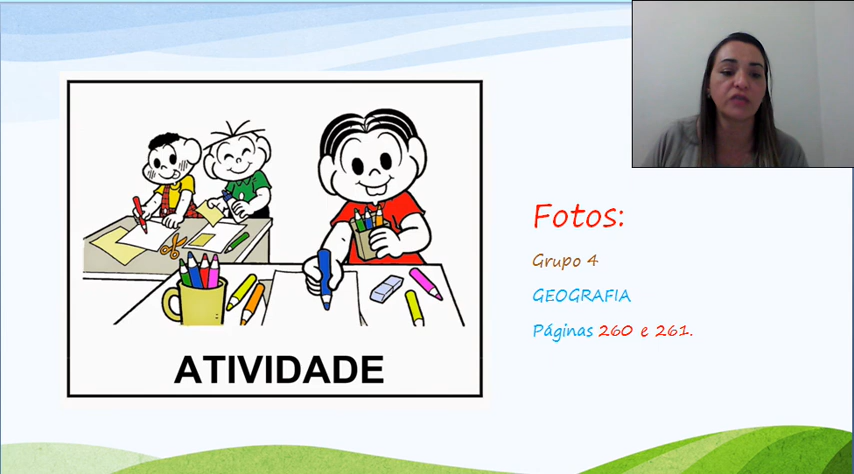 ATIVIDADE
Fotos:
Grupo 4
GEOGRAFIA
Páginas 260 e 261.